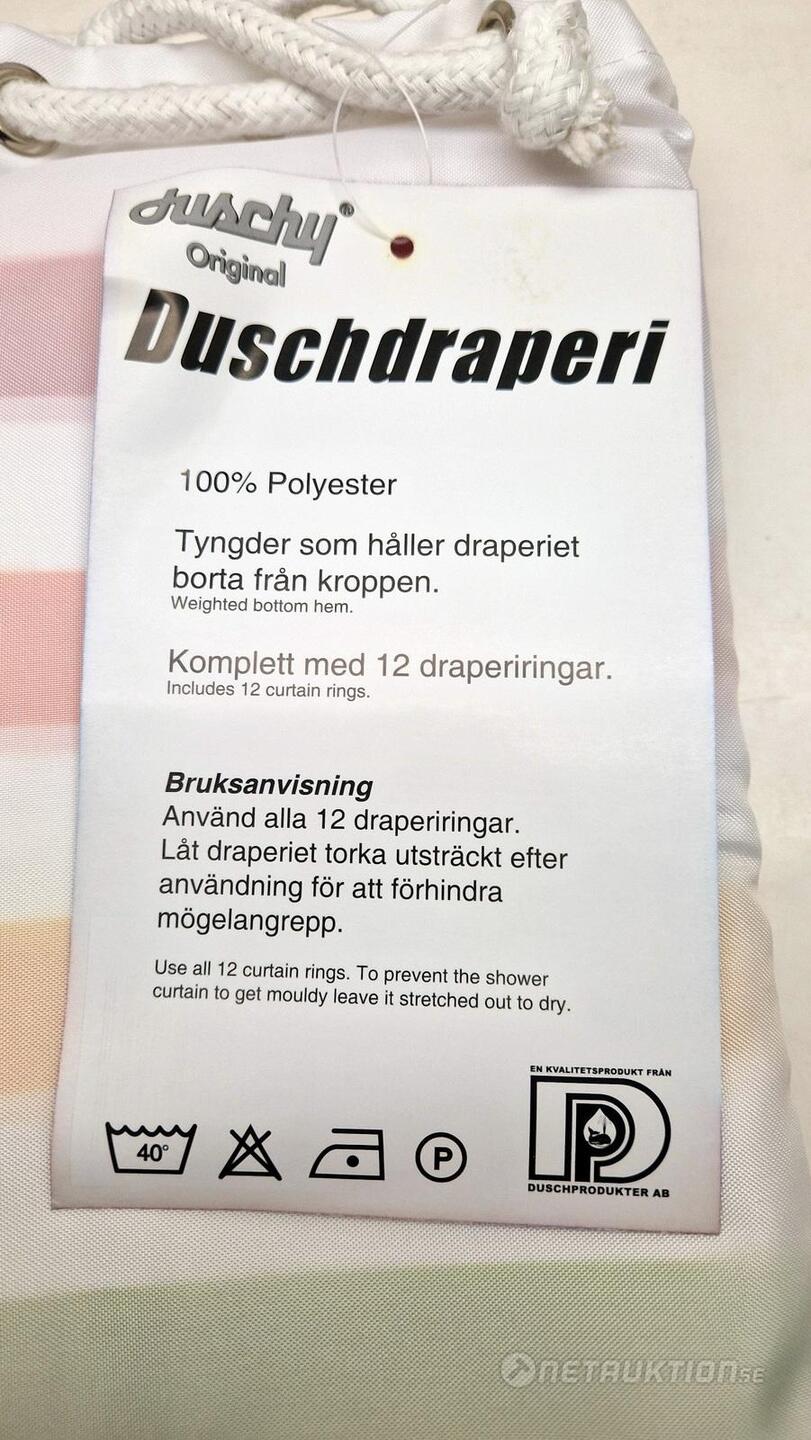 duschy®
Original
Duschdraperi
100% Polyester
Tyngder som håller draperiet
borta från kroppen.
Weighted bottom hem.
Komplett med 12 draperiringar.
Includes 12 curtain rings.
Bruksanvisning
Använd alla 12 draperiringar.
Låt draperiet torka utsträckt efter
användning för att förhindra
mögelangrepp.
Use all 12 curtain rings. To prevent the shower
curtain to get mouldy leave it stretched out to dry.
EN KVALITETSPRODUKT FRÅN
DP
DUSCHPRODUKTER AB
40°
P
NETAUKTION.SE